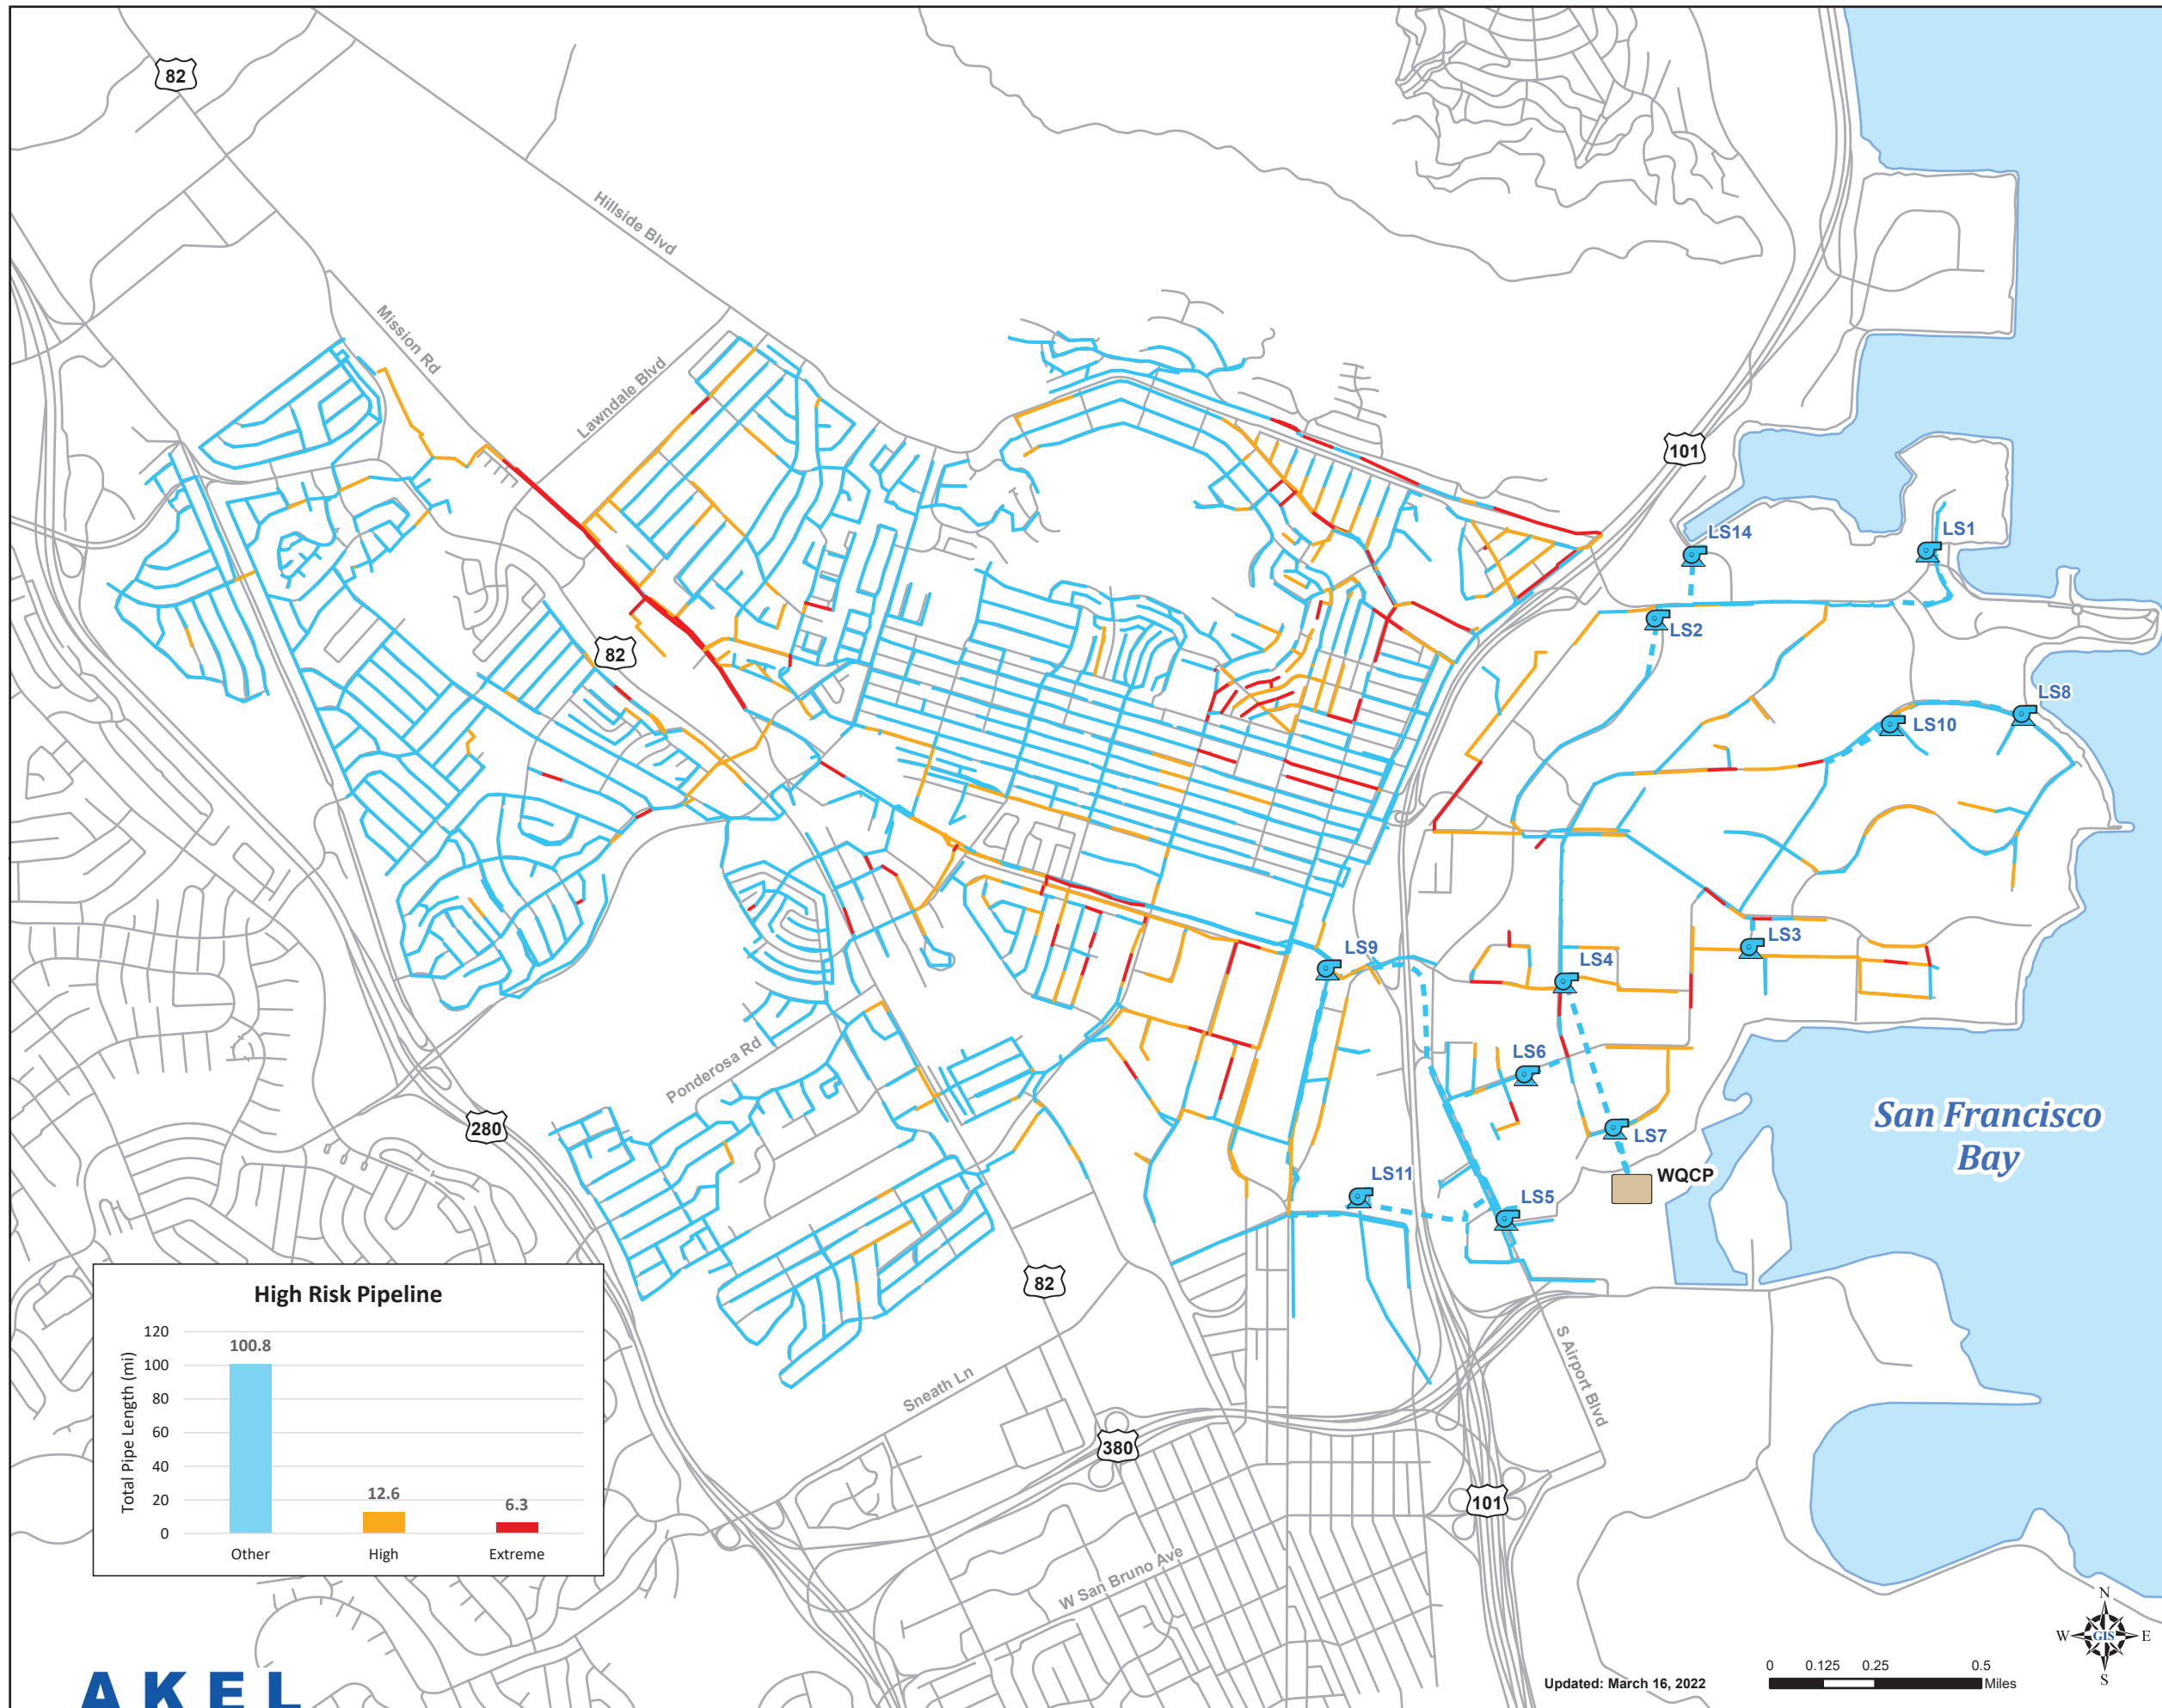 82
Hillside Blvd
Mission Rd
Lawndale Blvd
101
LS14
LS1
LS2
82
LS8
LS10
LS9
LS3
LS4
Ponderosa Rd
LS6
280
San Francisco
Bay
LS7
WQCP
LS11
LS5
82
High Risk Pipeline
Total Pipe Length (mi)
120
100
80
60
40
20
0
100.8
12.6
6.3
Other
High
Extreme
S Airport Blvd
Sneath Ln
380
101
W San Bruno Ave
N
W
GIS
E
S
AKEL
Updated: March 16, 2022
0 0.125 0.25 0.5
Miles